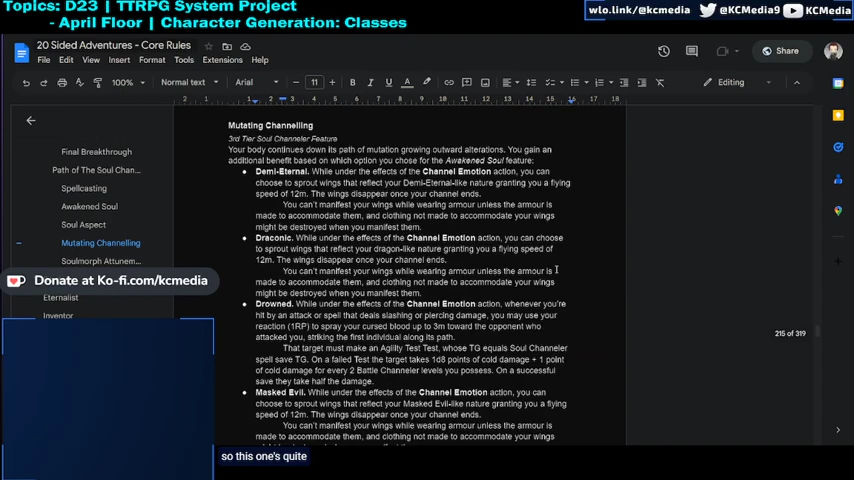 Topics: D23 | TTRPG System Project
- April Floor | Character Generation: Classes
wlo.link/@kcmedia KCMedia9 KCMedia
20 Sided Adventures - Core Rules
File Edit View Insert Format Tools Extensions Help
Share
100% Normal text Arial 11 Editing
2 1 1 2 3 4 5 6 7 8 9 10 11 12 13 14 15 16 17 18
Final Breakthrough
Path of The Soul Chan...
Spellcasting
Awakened Soul
Soul Aspect
Mutating Channelling
Soulmorph Attunem...
Eternalist
Inventor
Donate at Ko-fi.com/kcmedia
Mutating Channelling
3rd Tier Soul Channeler Feature
Your body continues down its path of mutation growing outward alterations. You gain an
additional benefit based on which option you chose for the Awakened Soul feature:
● Demi-Eternal. While under the effects of the Channel Emotion action, you can
choose to sprout wings that reflect your Demi-Eternal-like nature granting you a flying
speed of 12m. The wings disappear once your channel ends.
You can't manifest your wings while wearing armour unless the armour is
made to accommodate them, and clothing not made to accommodate your wings
might be destroyed when you manifest them.
● Draconic. While under the effects of the Channel Emotion action, you can choose
to sprout wings that reflect your dragon-like nature granting you a flying speed of
12m. The wings disappear once your channel ends.
You can't manifest your wings while wearing armour unless the armour is
made to accommodate them, and clothing not made to accommodate your wings
might be destroyed when you manifest them.
● Drowned. While under the effects of the Channel Emotion action, whenever you're
hit by an attack or spell that deals slashing or piercing damage, you may use your
reaction (1RP) to spray your cursed blood up to 3m toward the opponent who
attacked you, striking the first individual along its path.
That target must make an Agility Test Test, whose TG equals Soul Channeler
spell save TG. On a failed Test the target takes 1d8 points of cold damage + 1 point
of cold damage for every 2 Battle Channeler levels you possess. On a successful
save they take half the damage.
● Masked Evil. While under the effects of the Channel Emotion action, you can
choose to sprout wings that reflect your Masked Evil-like nature granting you a flying
speed of 12m. The wings disappear once your channel ends.
You can't manifest your wings while wearing armour unless the armour is
made to accommodate them, and clothing not made to accommodate your wings
215 of 319
so this one's quite